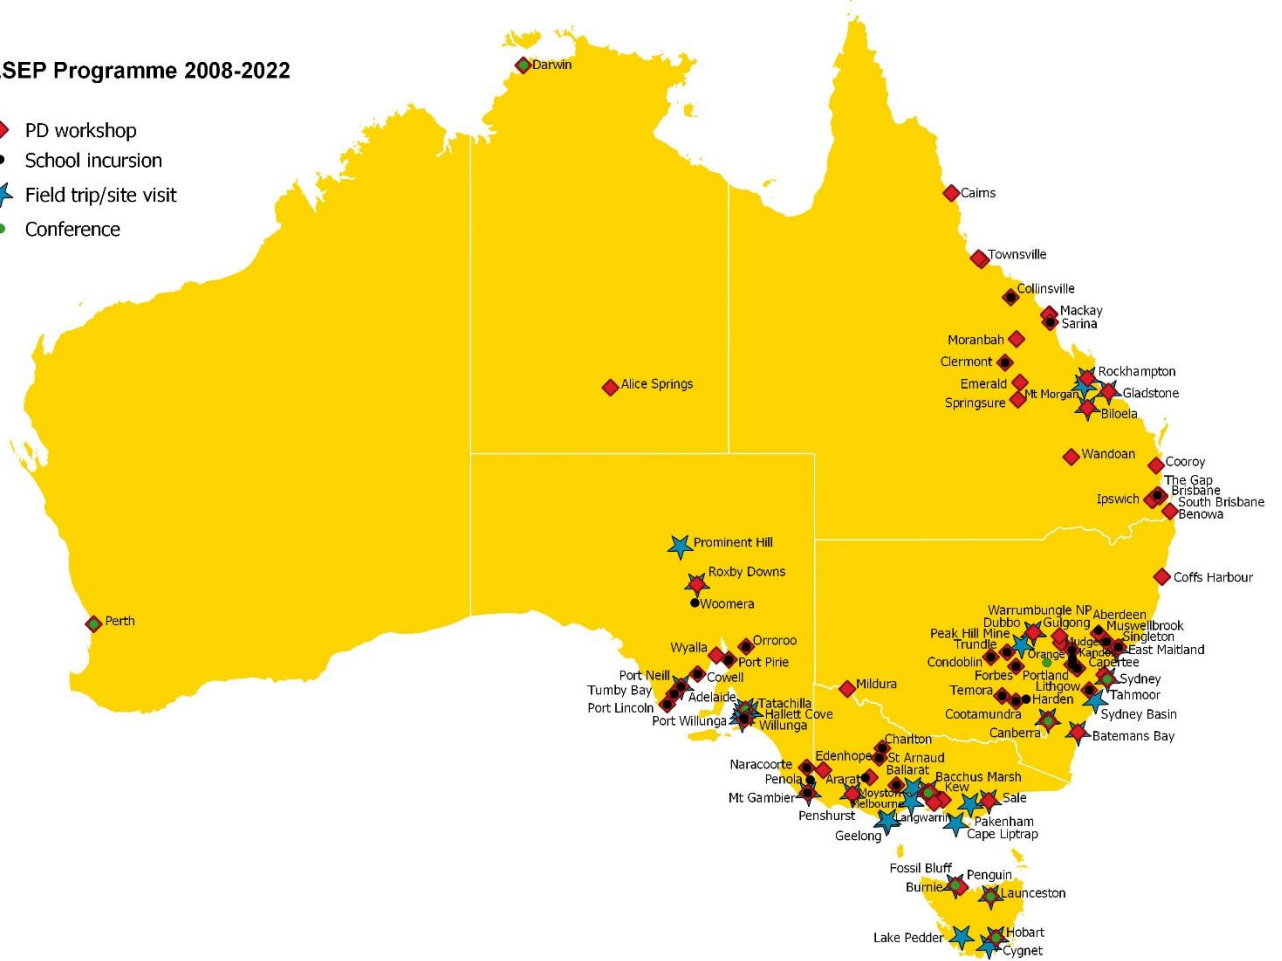 .SEP Programme 2008-2022
PD workshop
School incursion
Field trip/site visit
Conference
Darwin
Cairns
Townsville
Collinsville
Mackay
Sarina
Moranbah
Clermont
Rockhampton
Alice Springs
Emerald
Mt Morgan
Gladstone
Springsure
Biloela
Wandoan
Cooroy
The Gap
Brisbane
Ipswich
South Brisbane
Benowa
Prominent Hill
Roxby Downs
Coffs Harbour
Woomera
Warrumbungle NP
Aberdeen
Perth
Dubbo
Gulgong
Muswellbrook
Peak Hill Mine
Singleton
Orroroo
Trundle
Mudgee
East Maitland
Wyalla
Orange
Kandos
Port Pirie
Condoblin
Capertee
Port Neill
Cowell
Forbes
Portland
Sydney
Mildura
Lithgow
Tumby Bay
Adelaide
Temora
Tahmoor
Port Lincoln
Tatachilla
Harden
Hallett Cove
Cootamundra
Sydney Basin
Port Willunga
Willunga
Canberra
Batemans Bay
Charlton
Edenhope
St Arnaud
Naracoorte
Ballarat
Penola
Ararat
Bacchus Marsh
Kew
Mt Gambier
Moyston
Sale
Melbourne
Penshurst
Langwarrin
Pakenham
Geelong
Cape Liptrap
Fossil Bluff
Penguin
Burnie
Launceston
Lake Pedder
Hobart
Cygnet